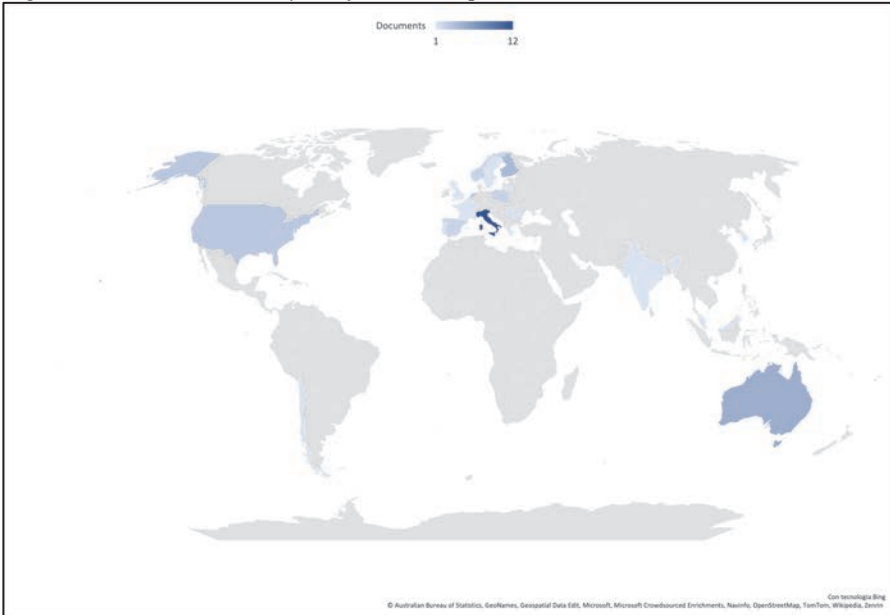 Documents
1 12
Con tecnologia Bing
© Australian Bureau of Statistics, GeoNames, Geospatial Data Edit, Microsoft, Microsoft Crowdsourced Enrichments, Navinfo, OpenStreetMap, TomTom, Wikipedia, Zenrin